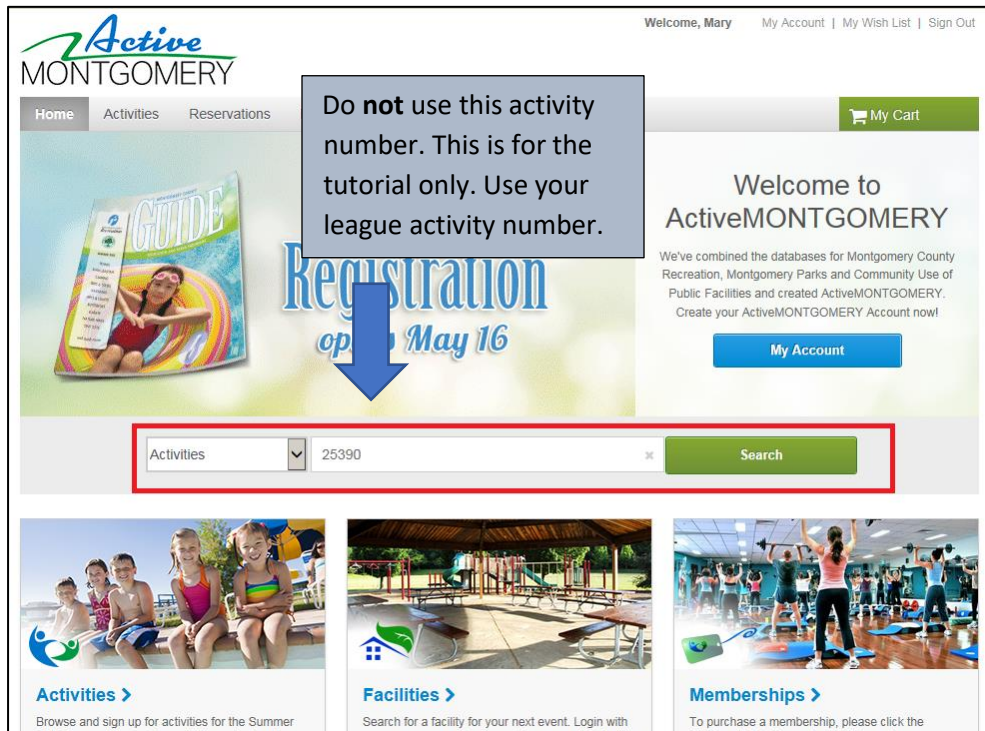 Active
MONTGOMERY
Welcome, Mary My Account | My Wish List | Sign Out
Home Activities Reservations
My Cart
Do not use this activity
number. This is for the
tutorial only. Use your
league activity number.
GUIDE
Registration
May 16
Welcome to
ActiveMONTGOMERY
We've combined the databases for Montgomery County
Recreation, Montgomery Parks and Community Use of
Public Facilities and created ActiveMONTGOMERY.
Create your ActiveMONTGOMERY Account now!
My Account
Activities 25390 × Search
Activities >
Browse and sign up for activities for the Summer
Facilities >
Search for a facility for your next event. Login with
Memberships >
To purchase a membership, please click the